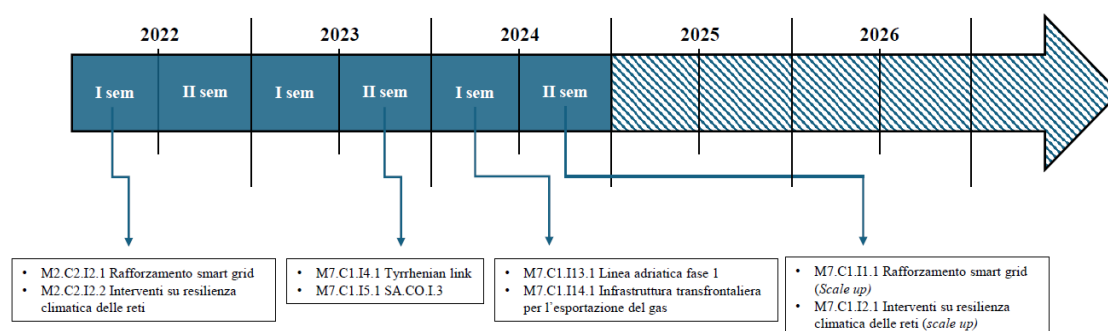 2022 2023 2024 2025 2026
I sem II sem I sem II sem I sem II sem
• M2.C2.I2.1 Rafforzamento smart grid
• M2.C2.I2.2 Interventi su resilienza
climatica delle reti
• M7.C1.I4.1 Tyrrhenian link
• M7.C1.I5.1 SA.CO.I.3
• M7.C1.I13.1 Linea adriatica fase 1
• M7.C1.I14.1 Infrastruttura transfrontaliera
per l'esportazione del gas
• M7.C1.I1.1 Rafforzamento smart grid
(Scale up)
• M7.C1.I2.1 Interventi su resilienza
climatica delle reti (scale up)